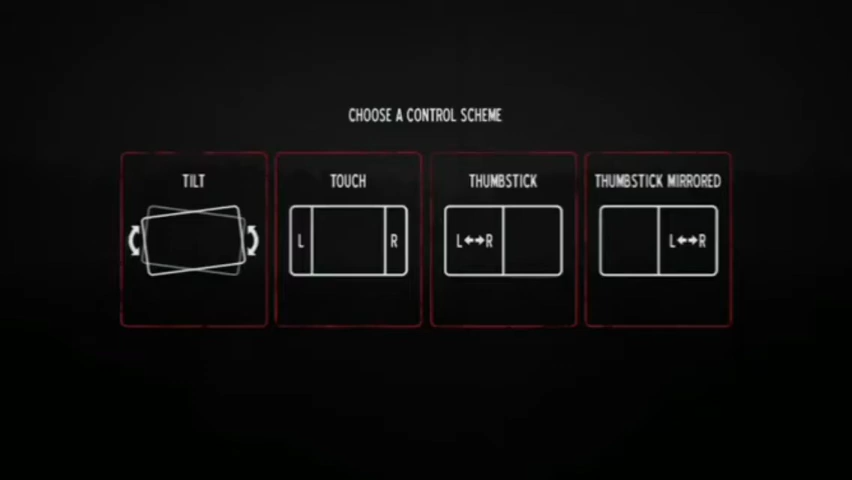 CHOOSE A CONTROL SCHEME
TILT
TOUCH
THUMBSTICK
THUMBSTICK MIRRORED
L R
L R
L R